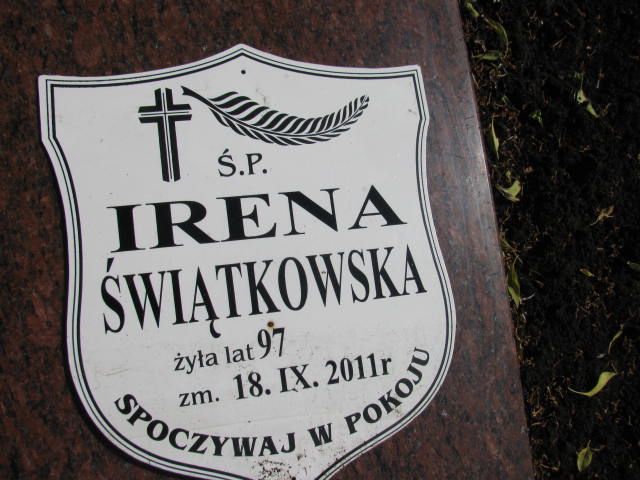 Ś.P.
IRENA
ŚWIĄTKOWSKA
żyła lat 97
zm. 18. IX. 2011r
SPOCZYWAJ W POKOJU